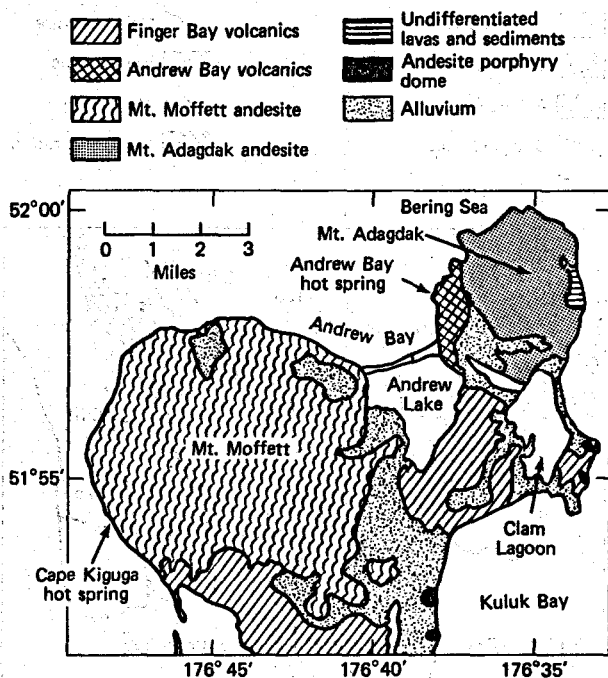 Finger Bay volcanics
Andrew Bay volcanics
Mt. Moffett andesite
Mt. Adagdak andesite
Undifferentiated
lavas and sediments
Andesite porphyry
dome
Alluvium
52°00'
51°55'
0 1 2 3
Miles
Bering Sea
Mt. Adagdak
Andrew Bay
hot spring
Andrew Bay
Andrew
Lake
Mt. Moffett
Clam
Lagoon
Cape Kiguga
hot spring
Kuluk Bay
176°45'
176°40'
176°35'